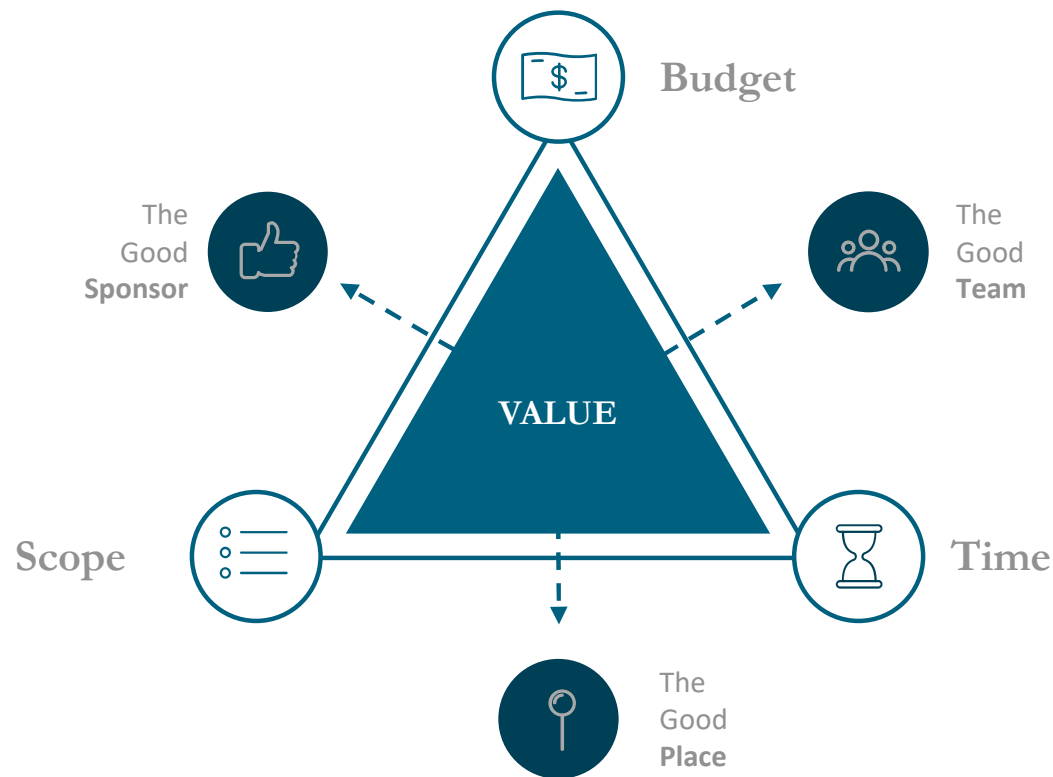 $
Budget
The
Good
Sponsor
The
Good
Team
VALUE
Scope
Time
The
Good
Place